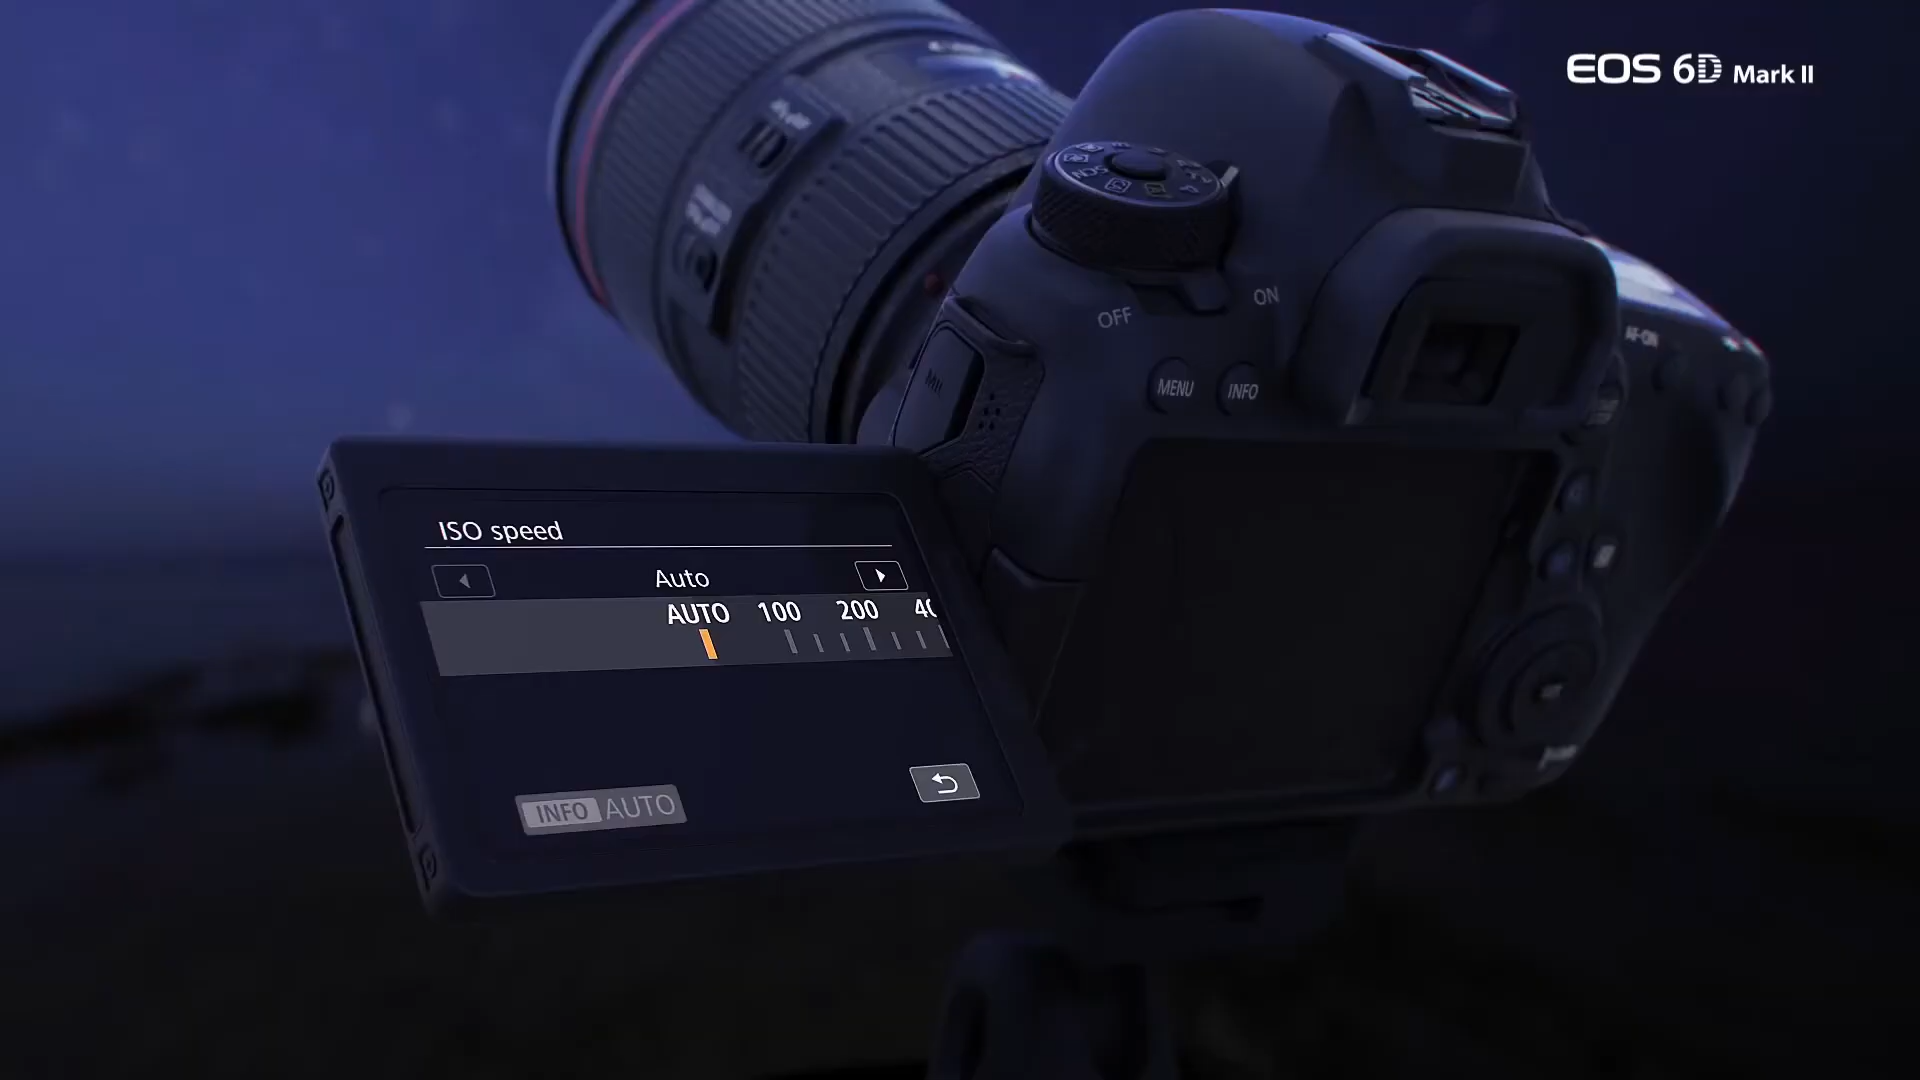 EOS 6D Mark II
OFF
ON
AF-ON
MENU
INFO
ISO speed
Auto
AUTO 100 200
INFO AUTO